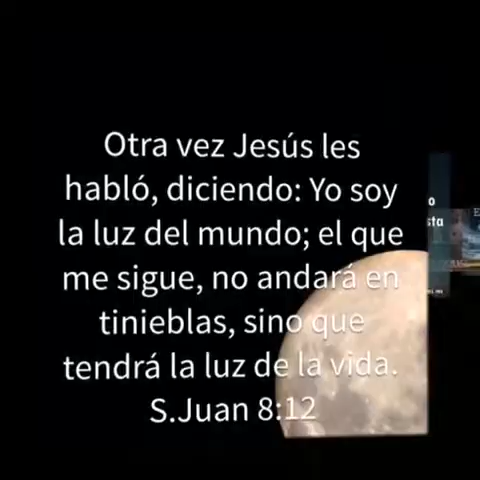 Otra vez Jesús les
habló, diciendo: Yo soy
la luz del mundo; el que
me sigue, no andará en
tinieblas, sino que
tendrá la luz de la vida.
S.Juan 8:12